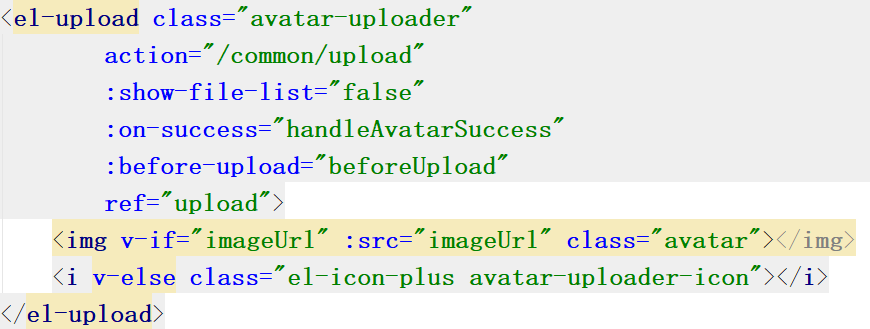 <el-upload class="avatar-uploader"
action="/common/upload"
:show-file-list="false"
:on-success="handleAvatarSuccess"
:before-upload="beforeUpload"
ref="upload">
<img v-if="imageUrl" :src="imageUrl" class="avatar"></img>
<i v-else class="el-icon-plus avatar-uploader-icon"></i>
</el-upload>